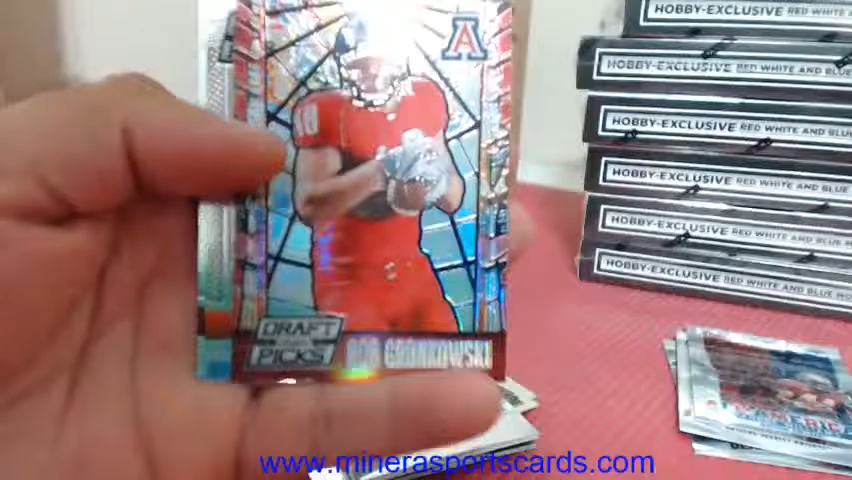 HOBBY-EXCLUSIVE RED WHITE AND
HOBBY-EXCLUSIVE RED WHITE AND BLUE
HOBBY-EXCLUSIVE RED WHITE AND BLUE
HOBBY-EXCLUSIVE RED WHITE AND BLUE
HOBBY-EXCLUSIVE RED WHITE AND BLUE
HOBBY-EXCLUSIVE RED WHITE AND BLUE
A
10
DRAFT
PICKS
ROB GRONKOWSKI
www.minerasportscards.com